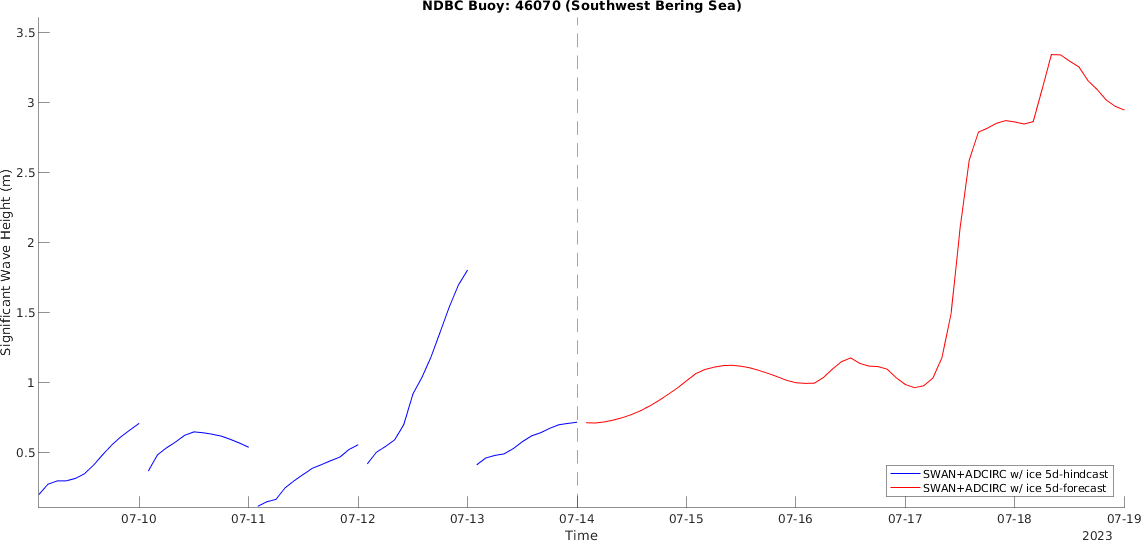 NDBC Buoy: 46070 (Southwest Bering Sea)
3.5
3
2.5
2
1.5
1
0.5
Significant Wave Height (m)
SWAN+ADCIRC w/ ice 5d-hindcast
SWAN+ADCIRC w/ ice 5d-forecast
07-10 07-11 07-12 07-13 07-14 07-15 07-16 07-17 07-18 07-19
Time
2023